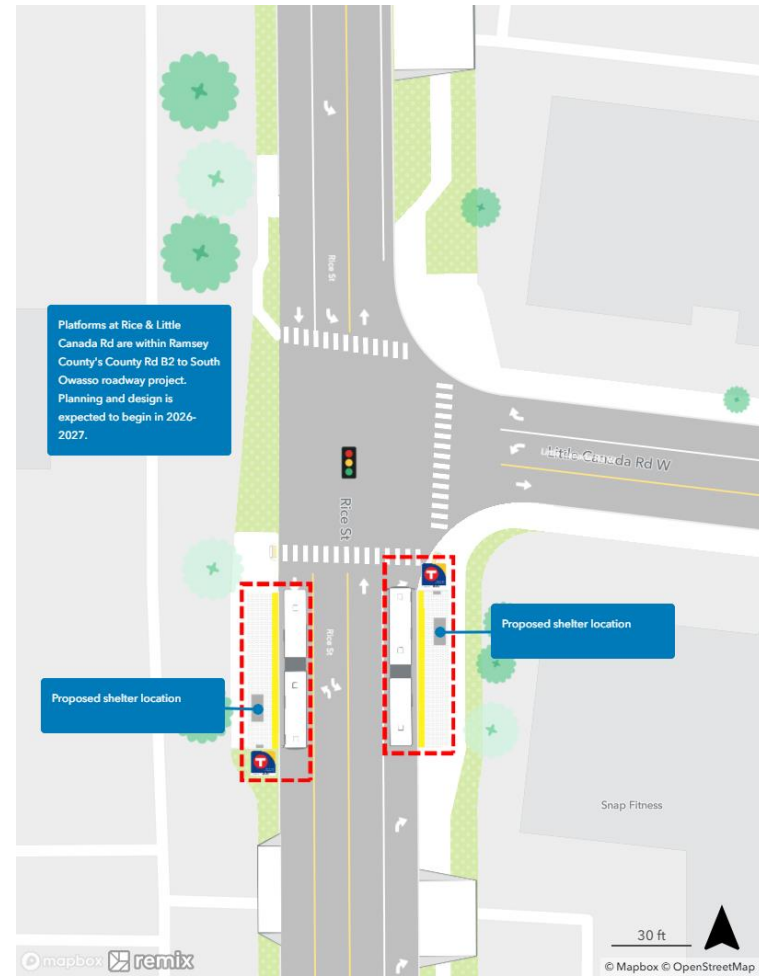 Rice St
Platforms at Rice & Little
Canada Rd are within Ramsey
County's County Rd B2 to South
Owasso roadway project.
Planning and design is
expected to begin in 2026-
2027.
Little Canada Rd W
Rice St
T
Proposed shelter location
Rice St
Proposed shelter location
T
Snap Fitness
30 ft
mapbox remix
© Mapbox © OpenStreetMap